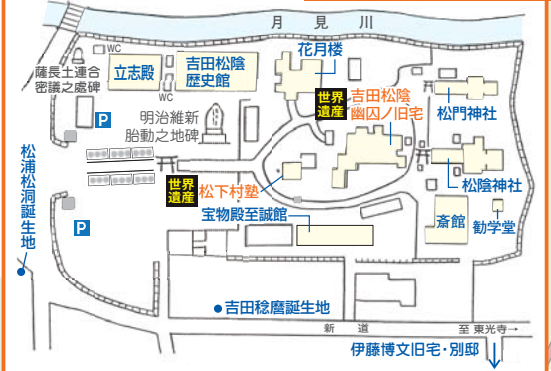 月見川
WC
薩長土連合
密議之處碑
立志殿
WC
吉田松陰
歴史館
花月楼
世界
遺産
吉田松陰
幽囚ノ旧宅
松門神社
P
明治維新
胎動之地碑
松浦松洞誕生地
世界
遺産
松下村塾
松陰神社
宝物殿至誠館
斎館
勧学堂
P
吉田稔麿誕生地
新道
至 東光寺→
伊藤博文旧宅・別邸